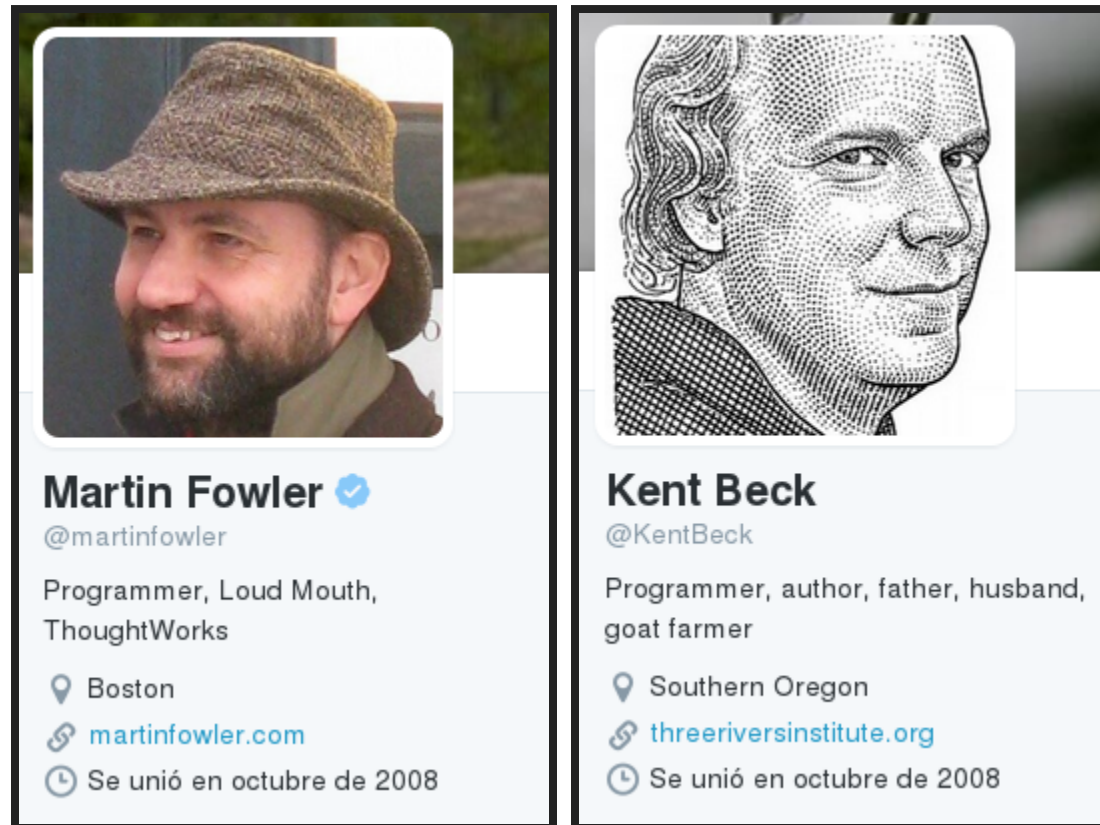 Martin Fowler
@martinfowler
Programmer, Loud Mouth,
ThoughtWorks
Boston
martinfowler.com
Se unió en octubre de 2008
Kent Beck
@KentBeck
Programmer, author, father, husband,
goat farmer
Southern Oregon
threeriversinstitute.org
Se unió en octubre de 2008